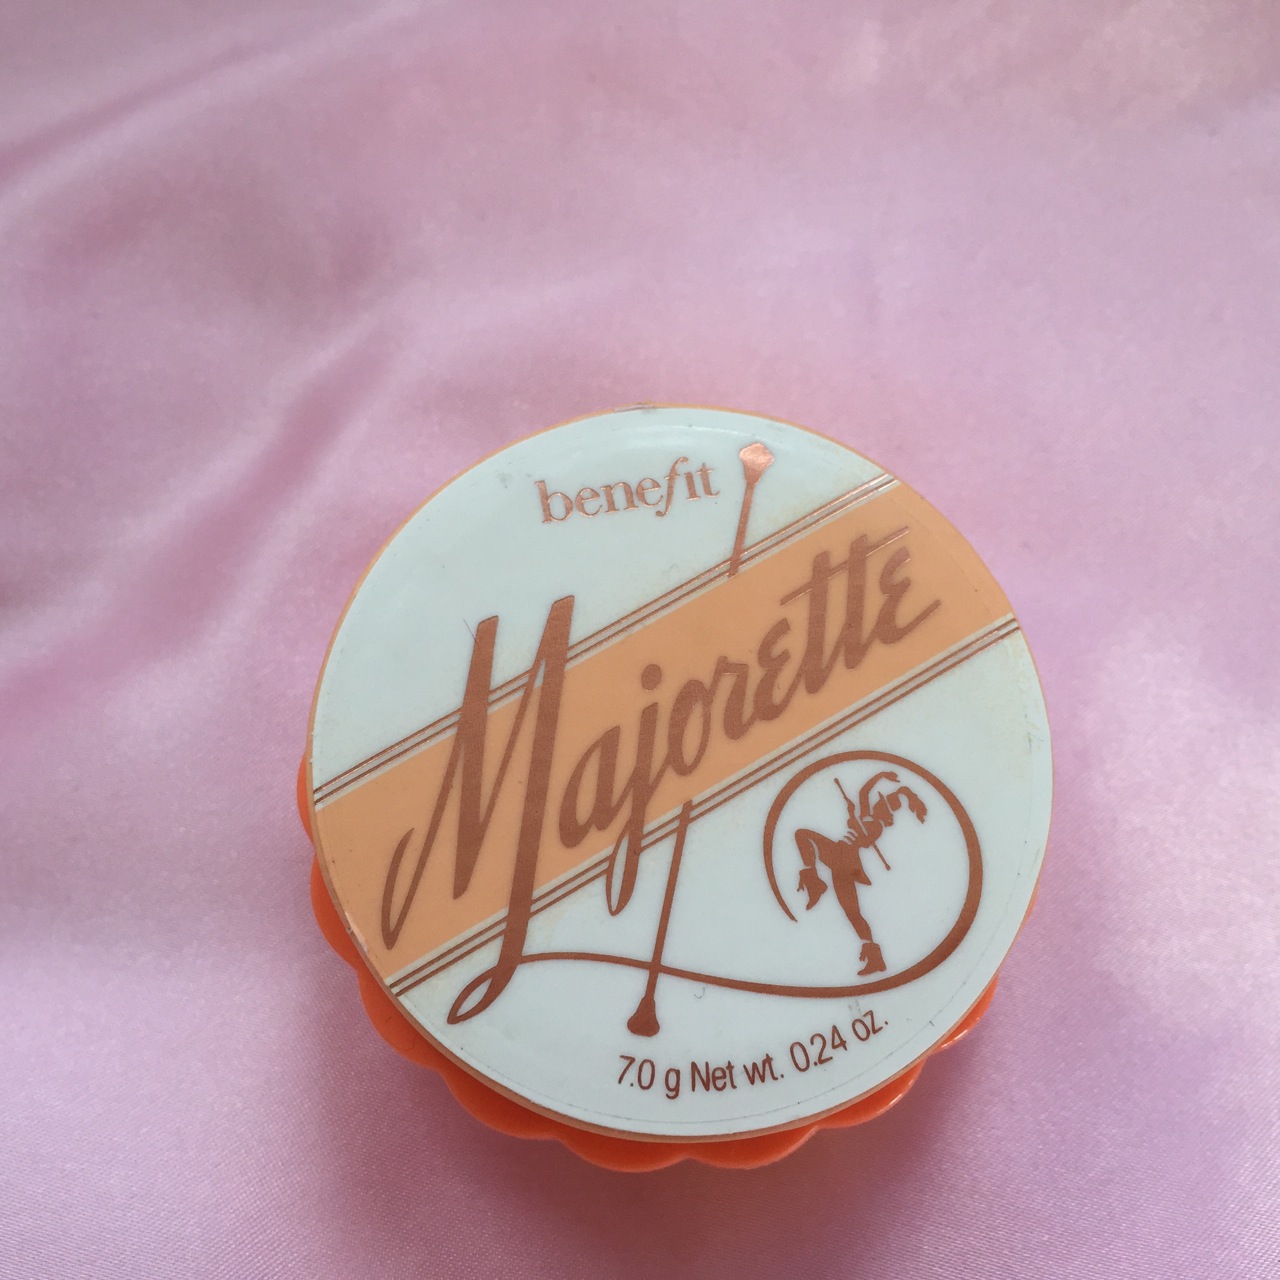 benefit
Majorette
7.0 g Net wt. 0.24 oz.